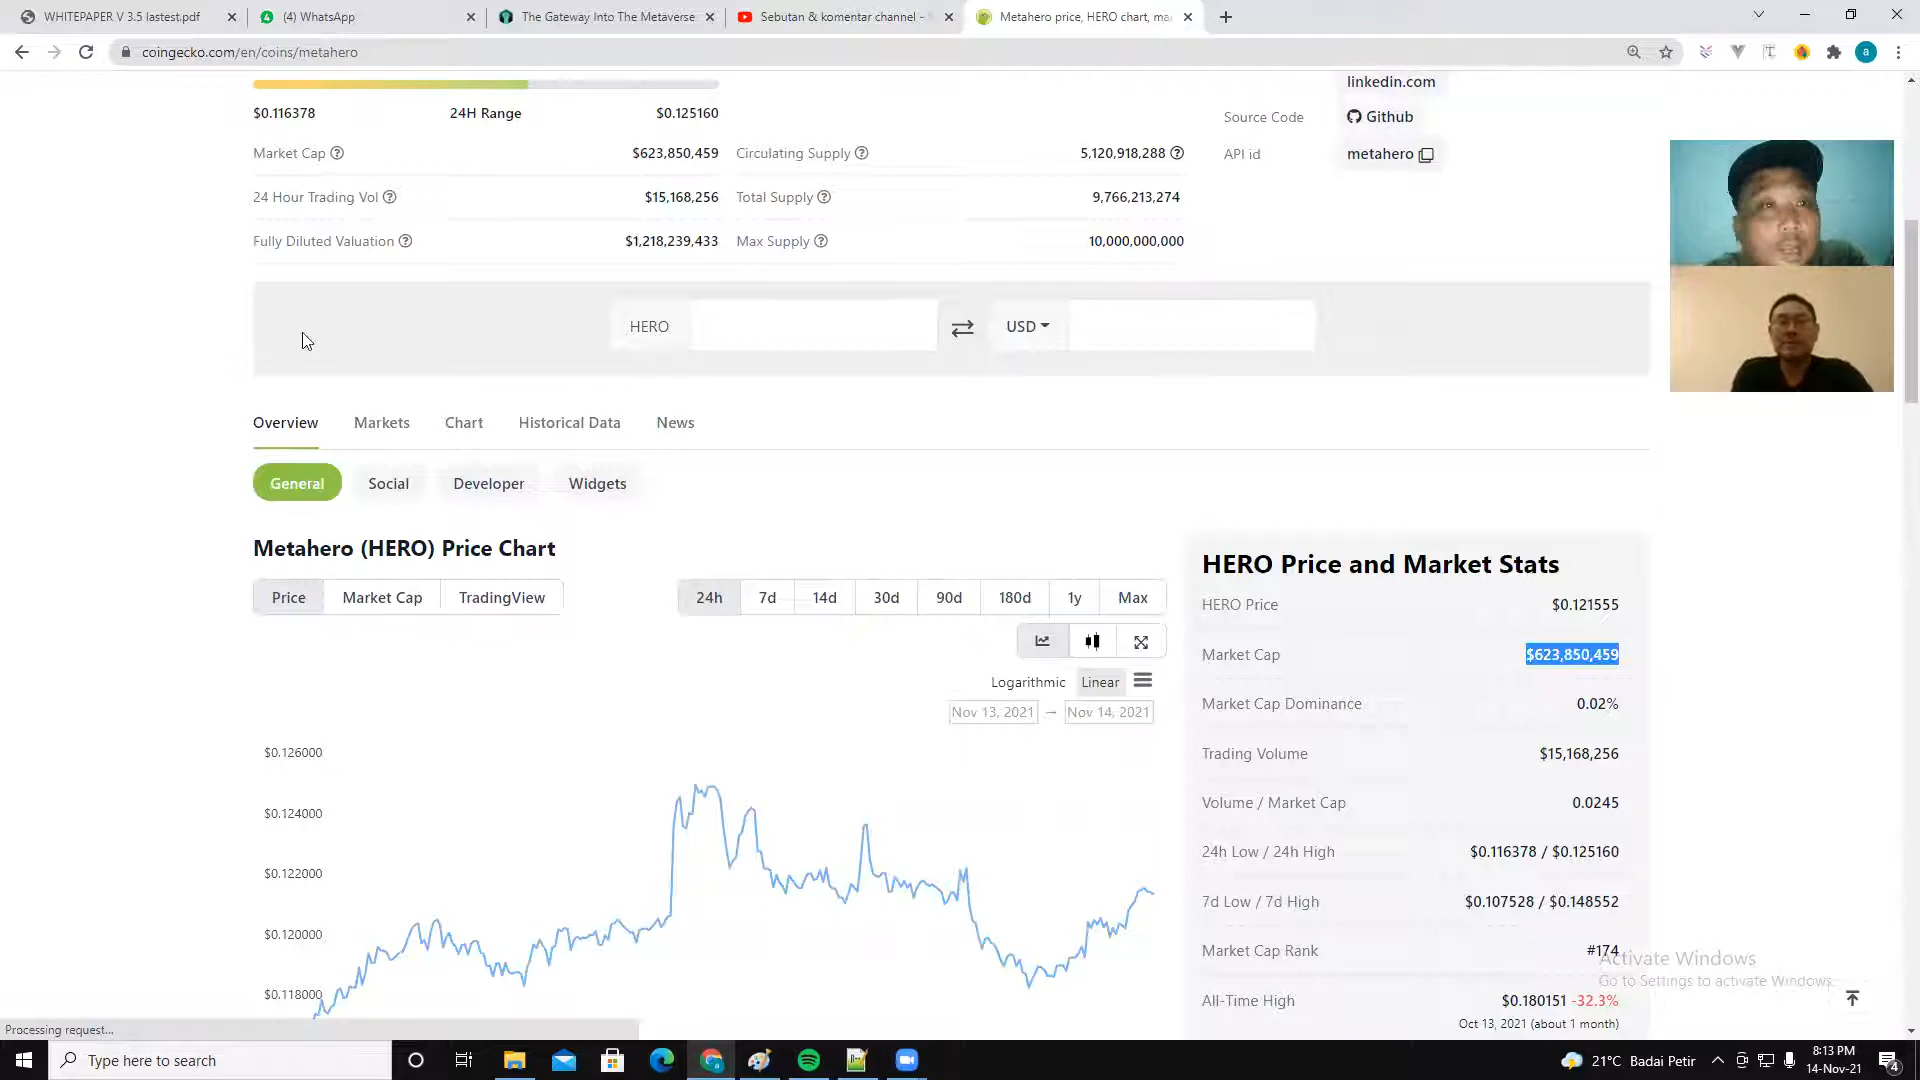 WHITEPAPER V 3.5 lastest.pdf
(4) WhatsApp
The Gateway Into The Metaverse
Sebutan & komentar channel -
Metahero price, HERO chart, ma
coingecko.com/en/coins/metahero
a
$0.116378 24H Range $0.125160
Market Cap $623,850,459
24 Hour Trading Vol $15,168,256
Fully Diluted Valuation $1,218,239,433
Circulating Supply 5,120,918,288
Total Supply 9,766,213,274
Max Supply 10,000,000,000
linkedin.com
Source Code Github
API id metahero
HERO USD
Overview Markets Chart Historical Data News
General Social Developer Widgets
Metahero (HERO) Price Chart
Price Market Cap TradingView
24h 7d 14d 30d 90d 180d 1y Max
Logarithmic Linear
Nov 13, 2021 → Nov 14, 2021
$0.126000
$0.124000
$0.122000
$0.120000
$0.118000
HERO Price and Market Stats
HERO Price $0.121555
Market Cap $623,850,459
Market Cap Dominance 0.02%
Trading Volume $15,168,256
Volume / Market Cap 0.0245
24h Low / 24h High $0.116378 / $0.125160
7d Low / 7d High $0.107528 / $0.148552
Market Cap Rank #174
All-Time High $0.180151 -32.3%
Oct 13, 2021 (about 1 month)
Activate Windows
Go to Settings to activate Windows.
Processing request...
Type here to search
21°C Badai Petir
8:13 PM
14-Nov-21
4